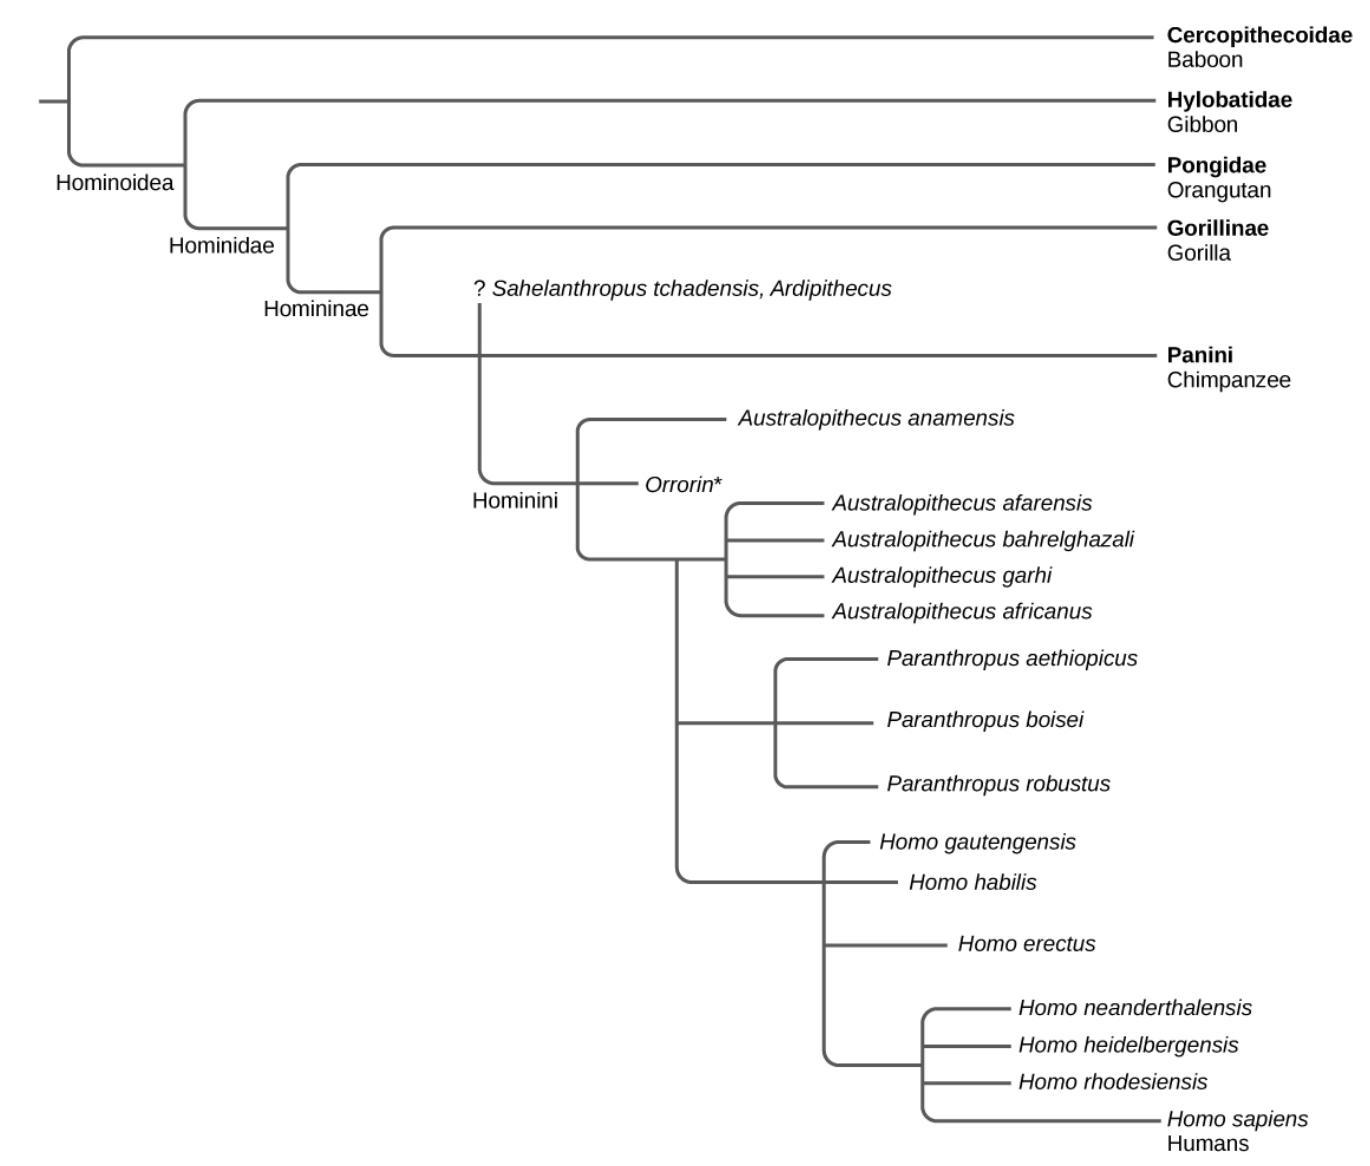 Cercopithecoidae
Baboon
Hylobatidae
Gibbon
Hominoidea
Pongidae
Orangutan
Hominidae
Gorillinae
Gorilla
? Sahelanthropus tchadensis, Ardipithecus
Homininae
Panini
Chimpanzee
Australopithecus anamensis
Hominini
Orrorin*
Australopithecus afarensis
Australopithecus bahrelghazali
Australopithecus garhi
Australopithecus africanus
Paranthropus aethiopicus
Paranthropus boisei
Paranthropus robustus
Homo gautengensis
Homo habilis
Homo erectus
Homo neanderthalensis
Homo heidelbergensis
Homo rhodesiensis
Homo sapiens
Humans